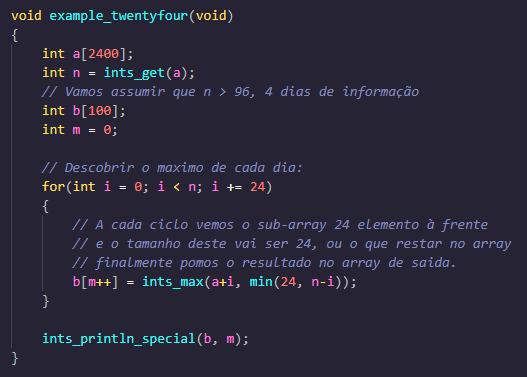 void example_twentyfour(void)
{
    int a[2400];
    int n = ints_get(a);
    // Vamos assumir que n > 96, 4 dias de informação
    int b[100];
    int m = 0;

    // Descobrir o maximo de cada dia:
    for(int i = 0; i < n; i += 24)
    {
        // A cada ciclo vemos o sub-array 24 elemento à frente
        // e o tamanho deste vai ser 24, ou o que restar no array
        // finalmente pomos o resultado no array de saida.
        b[m++] = ints_max(a+i, min(24, n-i));
    }

    ints_println_special(b, m);
}